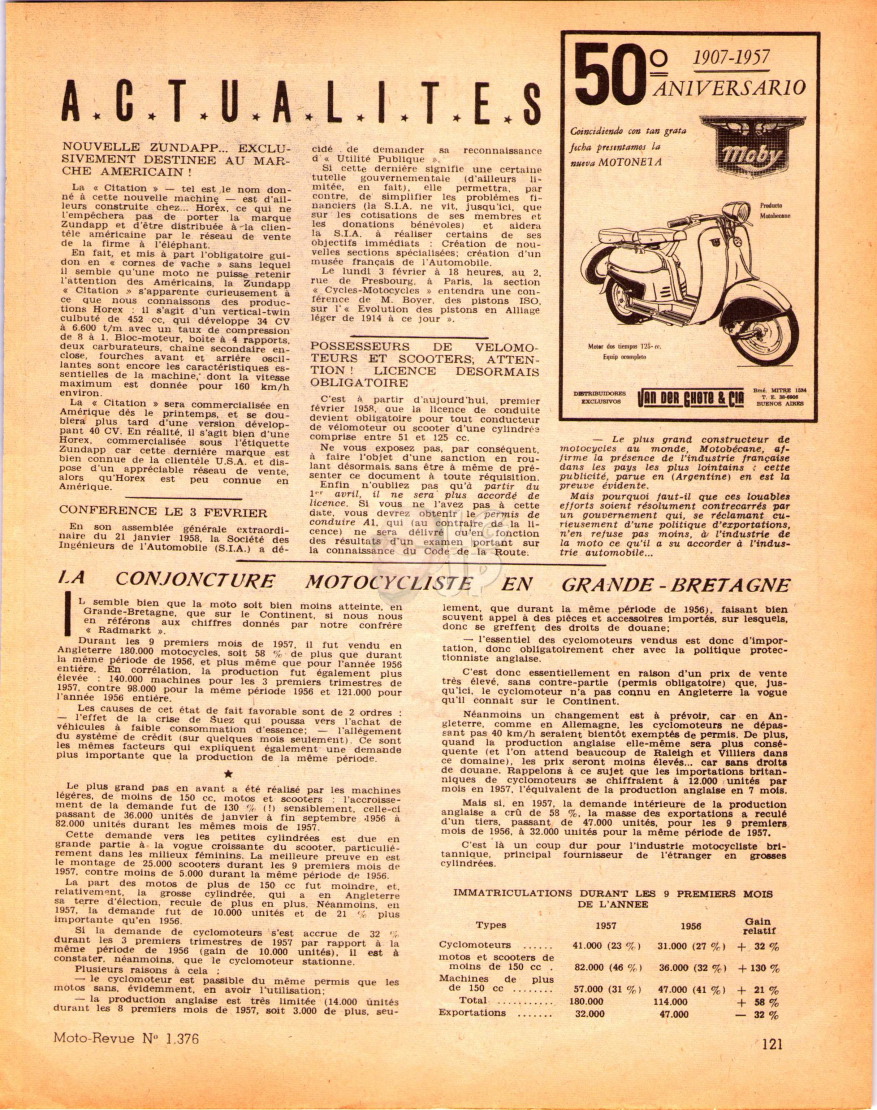 A.C.T.U.A.L.I.T.E.S
NOUVELLE ZUNDAPP... EXCLU-
SIVEMENT DESTINEE AU MAR-
CHE AMERICAIN !
La « Citation » — tel est le nom don-
né à cette nouvelle machine — est d'ail-
leurs construite chez... Horex, ce qui ne
l'empêchera pas de porter la marque
Zundapp et d'être distribuée à la clien-
tèle américaine par le réseau de vente
de la firme à l'éléphant.
En fait, et mis à part l'obligatoire gui-
don en « cornes de vache » sans lequel
il semble qu'une moto ne puisse retenir
l'attention des Américains, la Zundapp
« Citation » s'apparente curieusement à
ce que nous connaissons des produc-
tions Horex : il s'agit d'un vertical-twin
culbuté de 452 cc, qui développe 34 CV
à 6.600 t/m avec un taux de compression
de 8 à 1. Bloc-moteur, boîte à 4 rapports,
deux carburateurs, chaîne secondaire en-
close, fourches avant et arrière oscil-
lantes sont encore les caractéristiques es-
sentielles de la machine, dont la vitesse
maximum est donnée pour 160 km/h
environ.
La « Citation » sera commercialisée en
Amérique dès le printemps, et se dou-
blera plus tard d'une version dévelop-
pant 40 CV. En réalité, il s'agit bien d'une
Horex, commercialisée sous l'étiquette
Zundapp car cette dernière marque est
bien connue de la clientèle U.S.A. et dis-
pose d'un appréciable réseau de vente,
alors qu'Horex est peu connue en
Amérique.
CONFERENCE LE 3 FEVRIER
En son assemblée générale extraordi-
naire du 21 janvier 1958, la Société des
Ingénieurs de l'Automobile (S.I.A.) a dé-
cidé de demander sa reconnaissance
d'« Utilité Publique ».
Si cette dernière signifie une certaine
tutelle gouvernementale (d'ailleurs li-
mitée, en fait), elle permettra, par
contre, de simplifier les problèmes fi-
nanciers (la S.I.A. ne vit, jusqu'ici, que
sur les cotisations de ses membres et
les donations bénévoles) et aidera
la S.I.A. à réaliser certains de ses
objectifs immédiats : Création de nou-
velles sections spécialisées; création d'un
musée français de l'Automobile.
Le lundi 3 février à 18 heures, au 2,
rue de Presbourg, à Paris, la section
« Cycles-Motocycles » entendra une con-
férence de M. Boyer, des pistons ISO,
sur l'« Evolution des pistons en Alliage
léger de 1914 à ce jour ».
POSSESSEURS DE VELOMO-
TEURS ET SCOOTERS, ATTEN-
TION ! LICENCE DESORMAIS
OBLIGATOIRE
C'est à partir d'aujourd'hui, premier
février 1958, que la licence de conduite
devient obligatoire pour tout conducteur
de vélomoteur ou scooter d'une cylindrée
comprise entre 51 et 125 cc.
Ne vous exposez pas, par conséquent,
à faire l'objet d'une sanction en rou-
lant désormais sans être à même de pré-
senter ce document à toute réquisition.
Enfin n'oubliez pas qu'à partir du
1er avril, il ne sera plus accordé de
licence. Si vous ne l'avez pas à cette
date, vous devrez obtenir le permis de
conduire A1, qui (au contraire de la li-
cence) ne sera délivré qu'en fonction
des résultats d'un examen portant sur
la connaissance du Code de la Route.
50º 1907-1957
ANIVERSARIO
Coincidiendo con tan grata
fecha presentamos la
nueva MOTONETA
Moby
Producto
Motobecane
Motor dos tiempos 125 cc.
Equip completo
DISTRIBUIDORES
EXCLUSIVOS
VAN DER GHOTE & CIA
Bmé. MITRE 1284
T. E. 38-6906
BUENOS AIRES
— Le plus grand constructeur de
motocycles au monde, Motobécane, af-
firme la présence de l'industrie française
dans les pays les plus lointains : cette
publicité, parue en (Argentine) en est la
preuve évidente.
Mais pourquoi faut-il que ces louables
efforts soient résolument contrecarrés par
un gouvernement qui, se réclamant cu-
rieusement d'une politique d'exportations,
n'en refuse pas moins, à l'industrie de
la moto ce qu'il a su accorder à l'indus-
trie automobile...
LA CONJONCTURE MOTOCYCLISTE EN GRANDE-BRETAGNE
IL semble bien que la moto soit bien moins atteinte, en
Grande-Bretagne, que sur le Continent, si nous nous
en référons aux chiffres donnés par notre confrère
« Radmarkt ».
Durant les 9 premiers mois de 1957, il fut vendu en
Angleterre 180.000 motocycles, soit 58 % de plus que durant
la même période de 1956, et plus même que pour l'année 1956
entière. En corrélation, la production fut également plus
élevée : 140.000 machines pour les 3 premiers trimestres de
1957, contre 98.000 pour la même période 1956 et 121.000 pour
l'année 1956 entière.
Les causes de cet état de fait favorable sont de 2 ordres :
— l'effet de la crise de Suez qui poussa vers l'achat de
véhicules à faible consommation d'essence; — l'allègement
du système de crédit (sur quelques mois seulement). Ce sont
les mêmes facteurs qui expliquent également une demande
plus importante que la production de la même période.
★
Le plus grand pas en avant a été réalisé par les machines
légères, de moins de 150 cc, motos et scooters : l'accroisse-
ment de la demande fut de 130 % (!) sensiblement, celle-ci
passant de 36.000 unités de janvier à fin septembre 1956 à
82.000 unités durant les mêmes mois de 1957.
Cette demande vers les petites cylindrées est due en
grande partie à la vogue croissante du scooter, particuliè-
rement dans les milieux féminins. La meilleure preuve en est
le montage de 25.000 scooters durant les 9 premiers mois de
1957, contre moins de 5.000 durant la même période de 1956.
La part des motos de plus de 150 cc fut moindre, et,
relativement, la grosse cylindrée, qui a en Angleterre
sa terre d'élection, recule de plus en plus. Néanmoins, en
1957, la demande fut de 10.000 unités et de 21 % plus
importante qu'en 1956.
Si la demande de cyclomoteurs s'est accrue de 32 %
durant les 3 premiers trimestres de 1957 par rapport à la
même période de 1956 (gain de 10.000 unités), il est à
constater, néanmoins, que le cyclomoteur stationne.
Plusieurs raisons à cela :
— le cyclomoteur est passible du même permis que les
motos sans, évidemment, en avoir l'utilisation;
— la production anglaise est très limitée (14.000 unités
durant les 8 premiers mois de 1957, soit 3.000 de plus, seu-
lement, que durant la même période de 1956), faisant bien
souvent appel à des pièces et accessoires importés, sur lesquels,
donc se greffent des droits de douane;
— l'essentiel des cyclomoteurs vendus est donc d'impor-
tation, donc obligatoirement cher avec la politique protec-
tionniste anglaise.
C'est donc essentiellement en raison d'un prix de vente
très élevé, sans contre-partie (permis obligatoire) que, jus-
qu'ici, le cyclomoteur n'a pas connu en Angleterre la vogue
qu'il connait sur le Continent.
Néanmoins un changement est à prévoir, car en An-
gleterre, comme en Allemagne, les cyclomoteurs ne dépas-
sant pas 40 km/h seraient bientôt exemptés de permis. De plus,
quand la production anglaise elle-même sera plus consé-
quente (et l'on attend beaucoup de Raleigh et Villiers dans
ce domaine), les prix seront moins élevés... car sans droits
de douane. Rappelons à ce sujet que les importations britan-
niques de cyclomoteurs se chiffraient à 12.000 unités par
mois en 1957, l'équivalent de la production anglaise en 7 mois.
Mais si, en 1957, la demande intérieure de la production
anglaise a crû de 58 %, la masse des exportations a reculé
d'un tiers, passant de 47.000 unités, pour les 9 premiers
mois de 1956, à 32.000 unités pour la même période de 1957.
C'est là un coup dur pour l'industrie motocycliste bri-
tannique, principal fournisseur de l'étranger en grosses
cylindrées.
IMMATRICULATIONS DURANT LES 9 PREMIERS MOIS
DE L'ANNEE
Types 1957 1956 Gain relatif
Cyclomoteurs ...... 41.000 (23 %) 31.000 (27 %) + 32 %
motos et scooters de
moins de 150 cc . 82.000 (46 %) 36.000 (32 %) + 130 %
Machines de plus
de 150 cc ........ 57.000 (31 %) 47.000 (41 %) + 21 %
Total ........... 180.000 114.000 + 58 %
Exportations ....... 32.000 47.000 — 32 %
Moto-Revue Nº 1.376
121